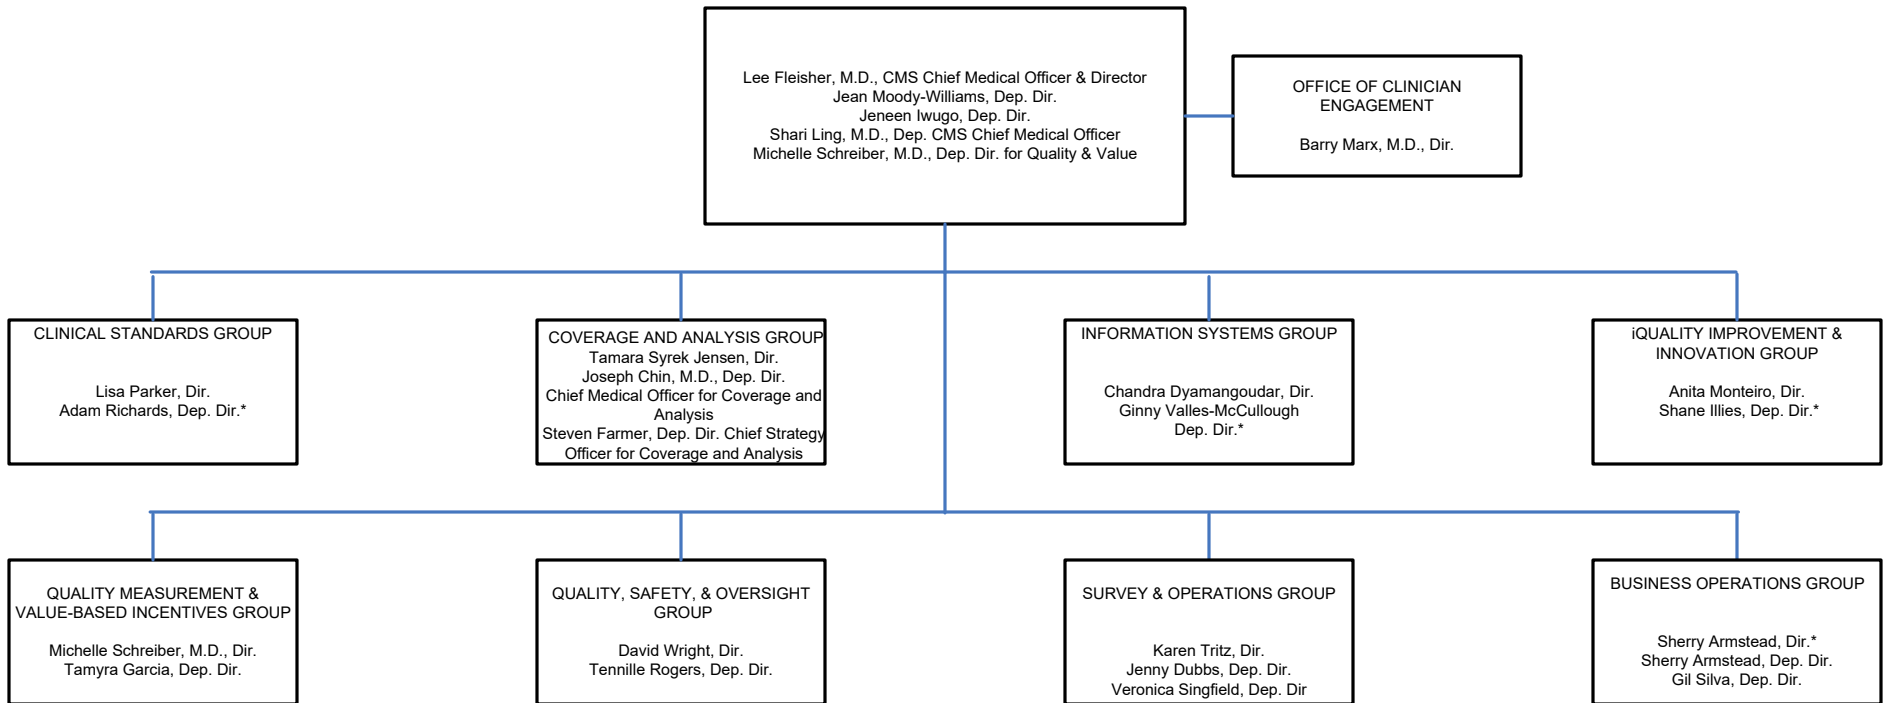 Lee Fleisher, M.D., CMS Chief Medical Officer & Director
Jean Moody-Williams, Dep. Dir.
Jeneen Iwugo, Dep. Dir.
Shari Ling, M.D., Dep. CMS Chief Medical Officer
Michelle Schreiber, M.D., Dep. Dir. for Quality & Value
OFFICE OF CLINICIAN
ENGAGEMENT
Barry Marx, M.D., Dir.
CLINICAL STANDARDS GROUP
Lisa Parker, Dir.
Adam Richards, Dep. Dir.*
COVERAGE AND ANALYSIS GROUP
Tamara Syrek Jensen, Dir.
Joseph Chin, M.D., Dep. Dir.
Chief Medical Officer for Coverage and
Analysis
Steven Farmer, Dep. Dir. Chief Strategy
Officer for Coverage and Analysis
INFORMATION SYSTEMS GROUP
Chandra Dyamangoudar, Dir.
Ginny Valles-McCullough
Dep. Dir.*
iQUALITY IMPROVEMENT &
INNOVATION GROUP
Anita Monteiro, Dir.
Shane Illies, Dep. Dir.*
QUALITY MEASUREMENT &
VALUE-BASED INCENTIVES GROUP
Michelle Schreiber, M.D., Dir.
Tamyra Garcia, Dep. Dir.
QUALITY, SAFETY, & OVERSIGHT
GROUP
David Wright, Dir.
Tennille Rogers, Dep. Dir.
SURVEY & OPERATIONS GROUP
Karen Tritz, Dir.
Jenny Dubbs, Dep. Dir.
Veronica Singfield, Dep. Dir
BUSINESS OPERATIONS GROUP
Sherry Armstead, Dir.*
Sherry Armstead, Dep. Dir.
Gil Silva, Dep. Dir.